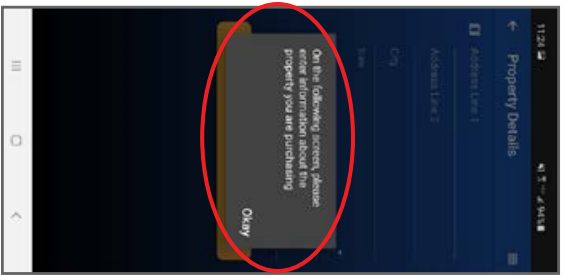 11:24
94%
Property Details
Address Line 1
Address Line 2
City
State
On the following screen, please
enter information about the
property you are purchasing
Okay